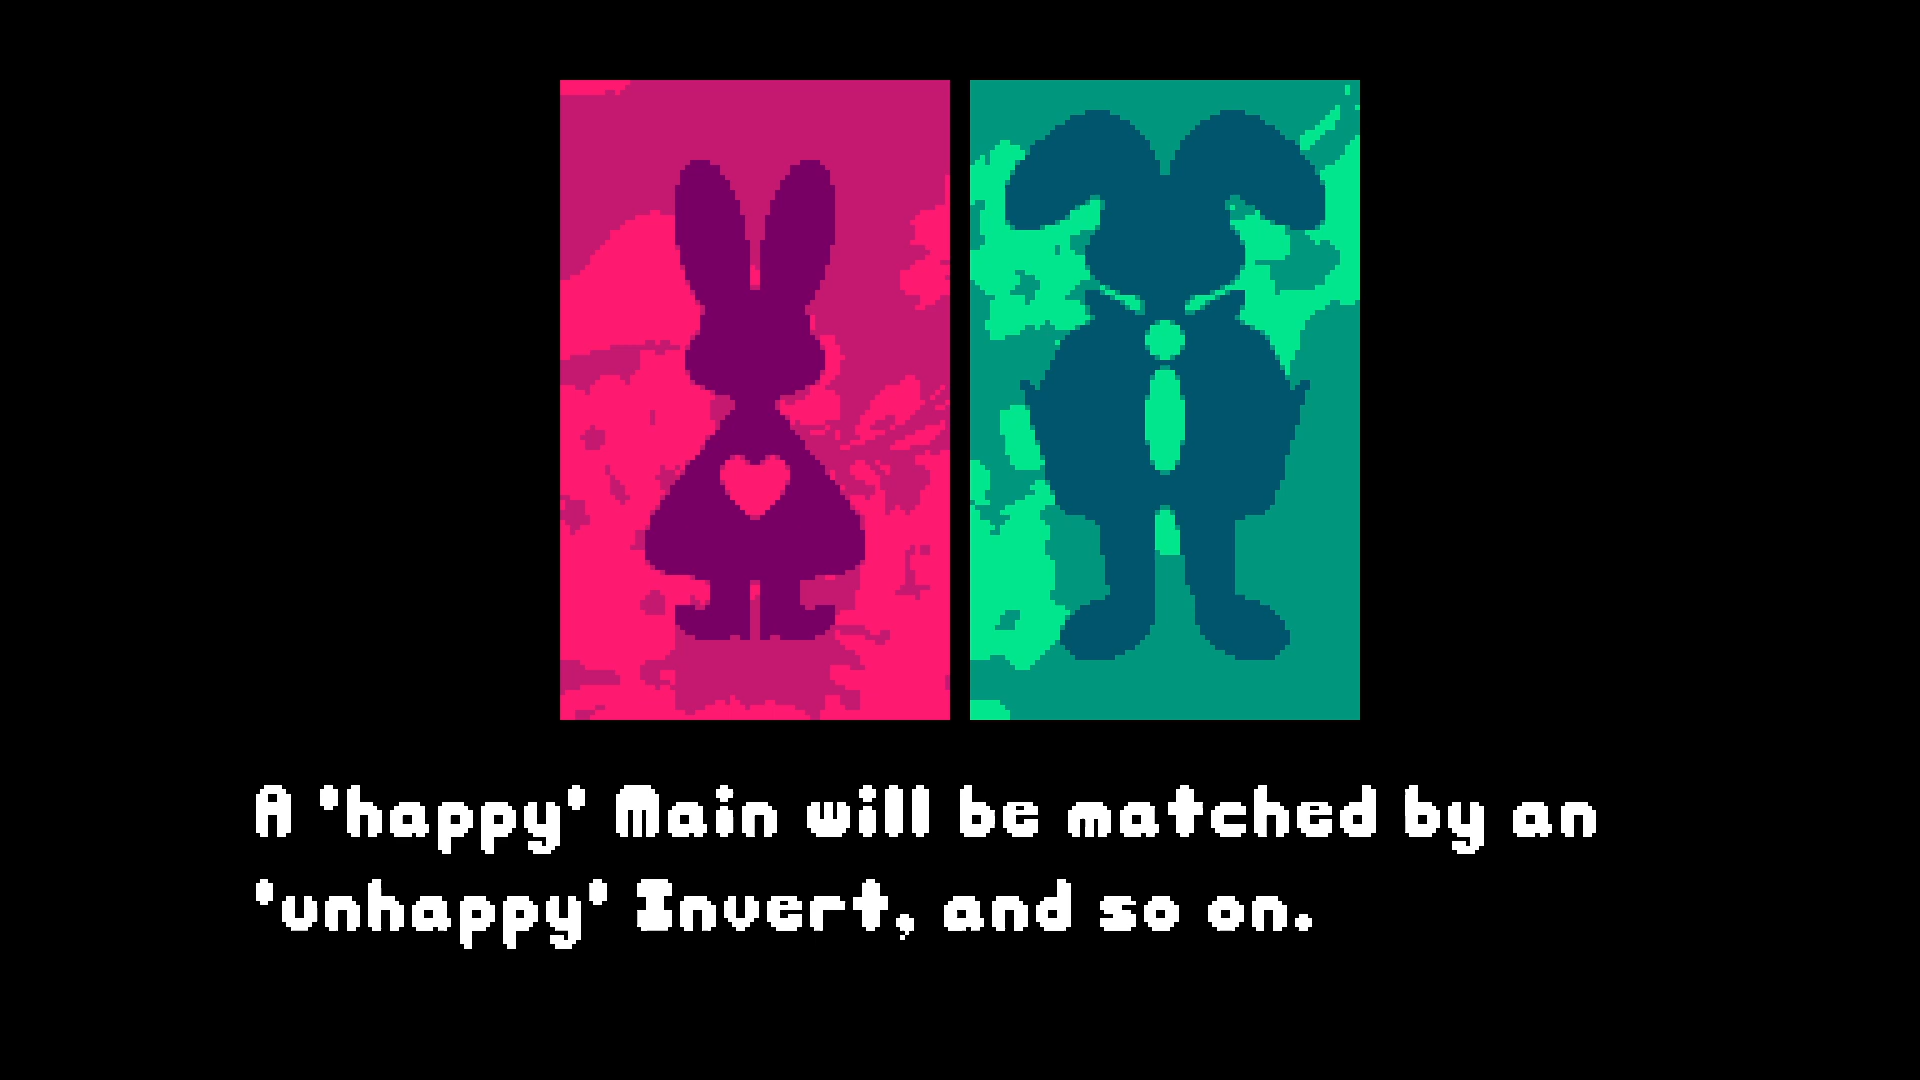 A 'happy' Main will be matched by an
'unhappy' Invert, and so on.